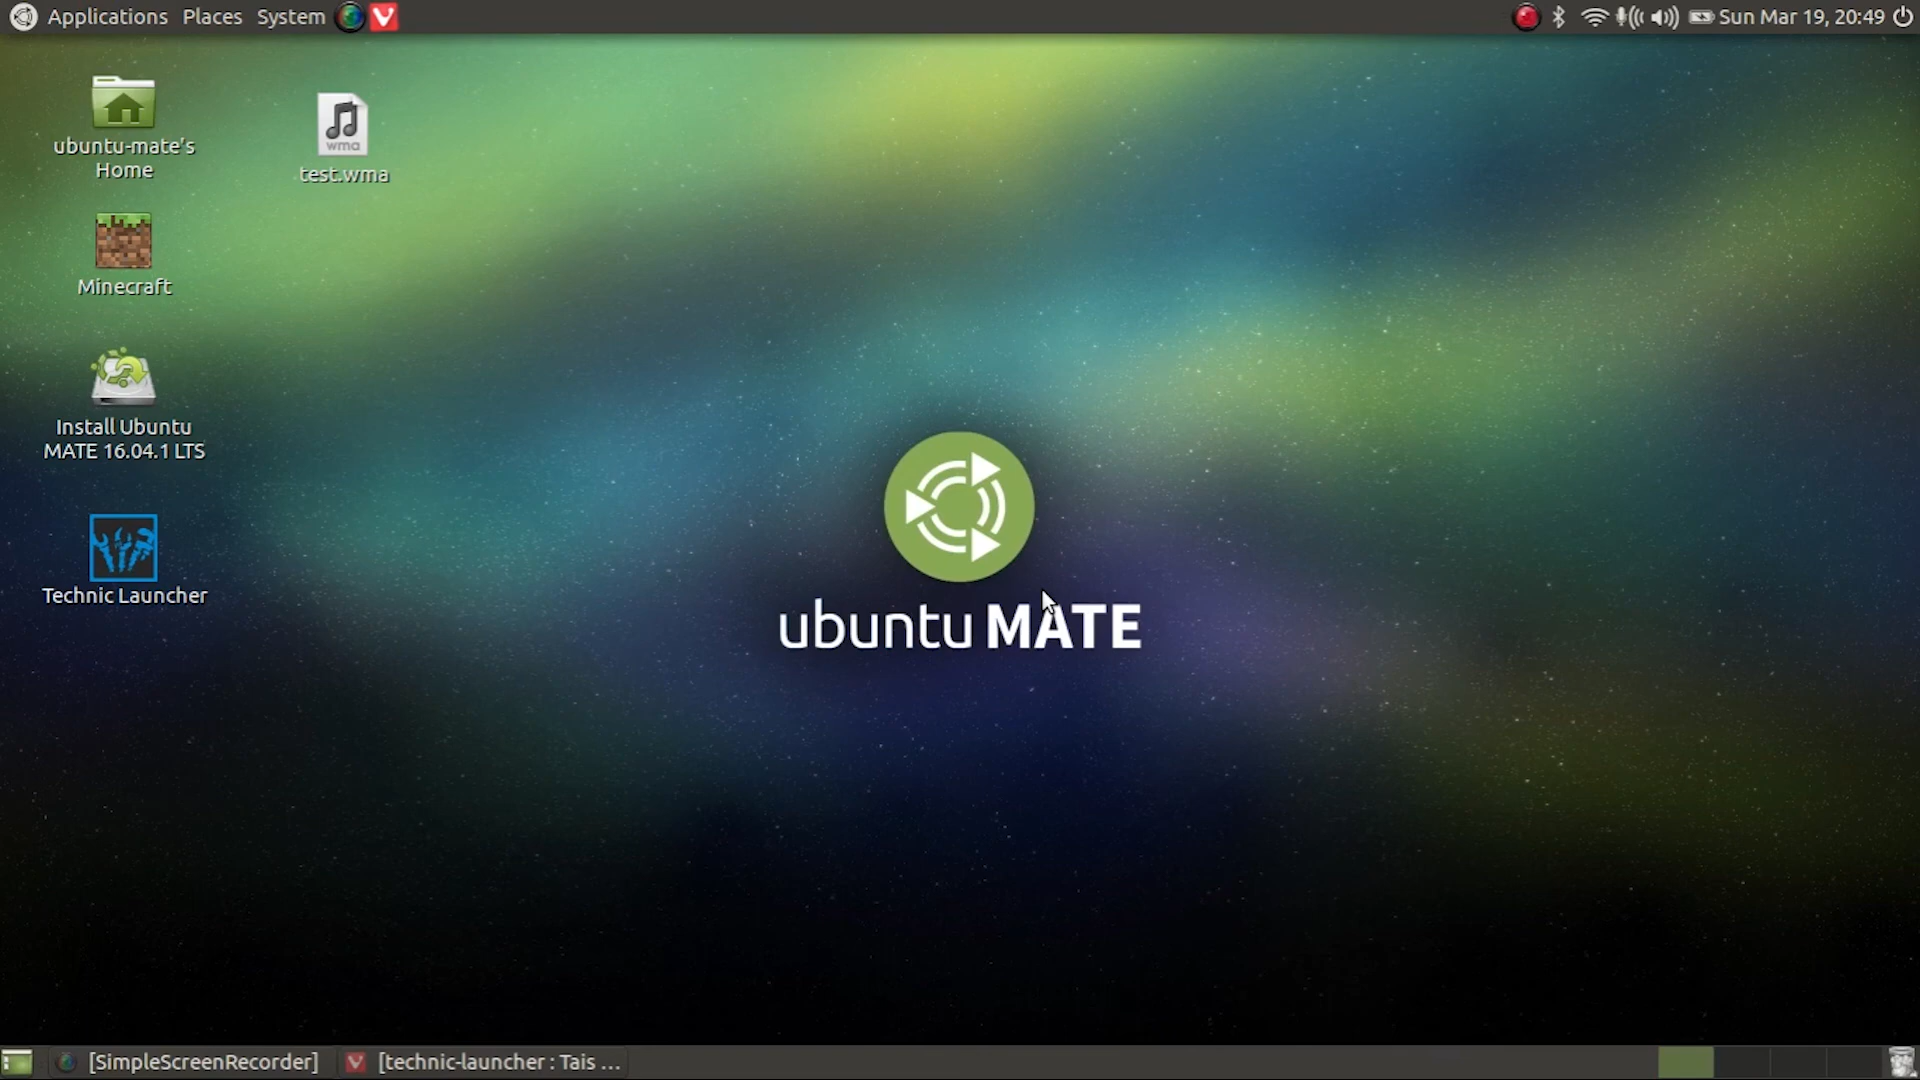 Applications Places System
Sun Mar 19, 20:49
ubuntu-mate's
Home
wma
test.wma
Minecraft
Install Ubuntu
MATE 16.04.1 LTS
Technic Launcher
ubuntu MATE
[SimpleScreenRecorder]
[technic-launcher : Tais ...